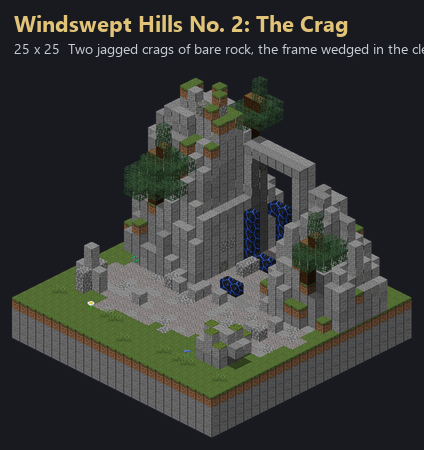 Windswept Hills No. 2: The Crag
25 x 25 Two jagged crags of bare rock, the frame wedged in the